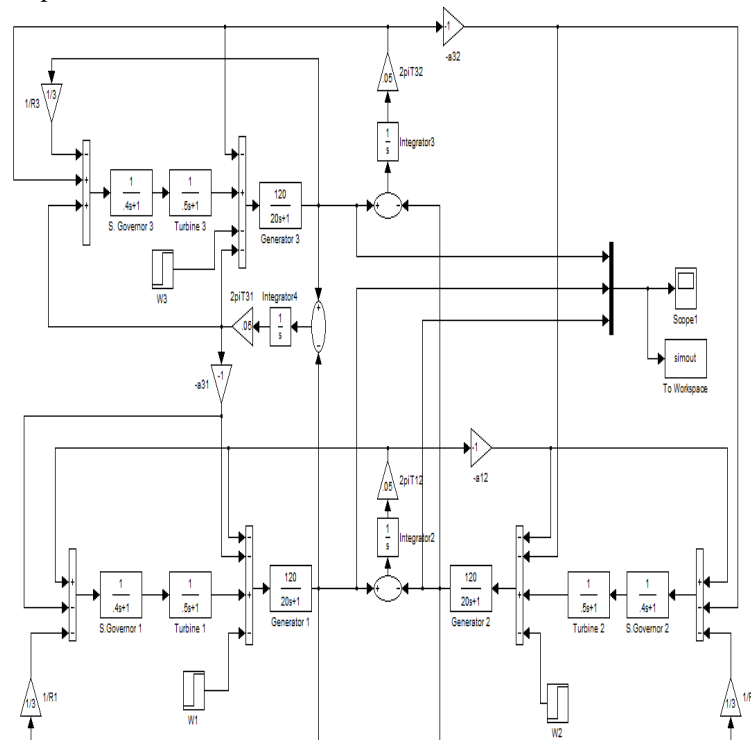 -1
-a32
.05
2piT32
1/R3
1/3
1
s
Integrator3
1
.4s+1
S. Governor 3
1
.5s+1
Turbine 3
120
20s+1
Generator 3
W3
2piT31
.05
Integrator4
1
s
Scope1
simout
To Workspace
-a31
-1
-1
-a12
.05
2piT12
1
s
Integrator2
1
.4s+1
S.Governor 1
1
.5s+1
Turbine 1
120
20s+1
Generator 1
120
20s+1
Generator 2
1
.5s+1
Turbine 2
1
.4s+1
S.Governor 2
1/3
1/R1
W1
W2
1/3
1/R